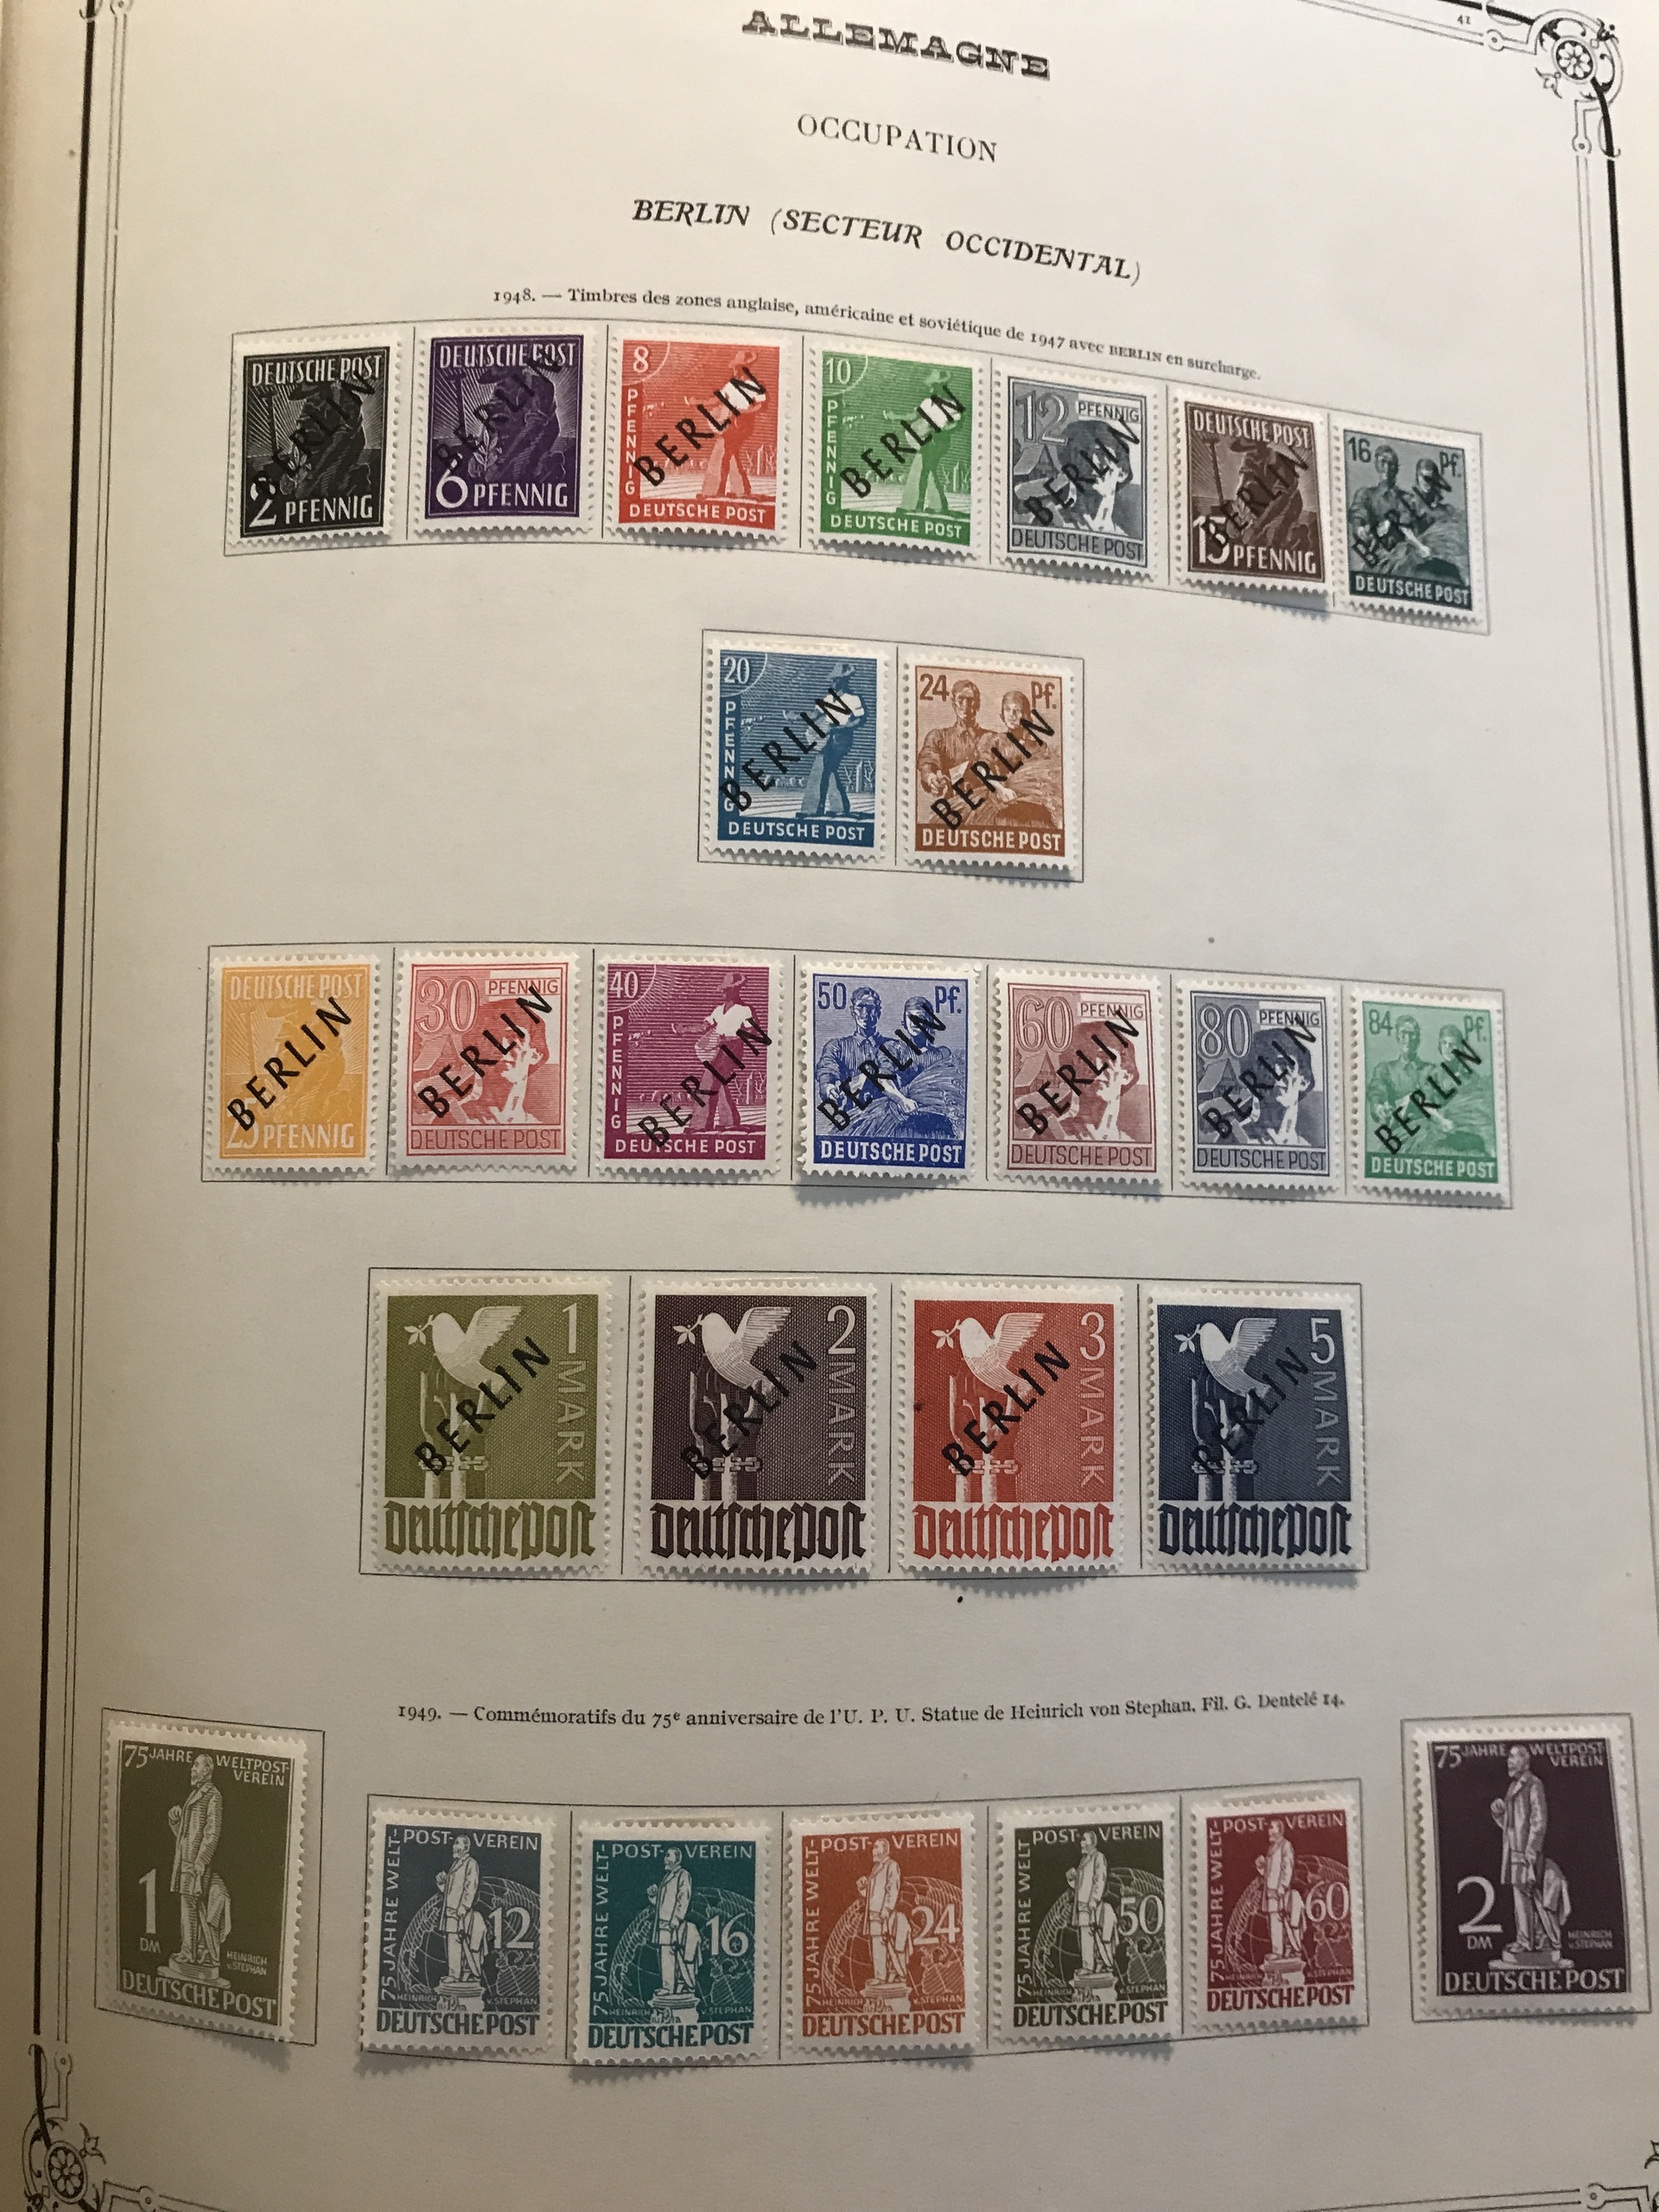 41
ALLEMAGNE
OCCUPATION
BERLIN (SECTEUR OCCIDENTAL)
1948. — Timbres des zones anglaise, américaine et soviétique de 1947 avec BERLIN en surcharge.
DEUTSCHE POST BERLIN 2 PFENNIG
DEUTSCHE POST BERLIN 6 PFENNIG
8 PFENNIG BERLIN DEUTSCHE POST
10 PFENNIG BERLIN DEUTSCHE POST
12 PFENNIG BERLIN DEUTSCHE POST
DEUTSCHE POST BERLIN 15 PFENNIG
16 Pf. BERLIN DEUTSCHE POST
20 PFENNIG BERLIN DEUTSCHE POST
24 Pf. BERLIN DEUTSCHE POST
DEUTSCHE POST BERLIN 25 PFENNIG
30 PFENNIG BERLIN DEUTSCHE POST
40 PFENNIG BERLIN DEUTSCHE POST
50 Pf. BERLIN DEUTSCHE POST
60 PFENNIG BERLIN DEUTSCHE POST
80 PFENNIG BERLIN DEUTSCHE POST
84 Pf. BERLIN DEUTSCHE POST
1 MARK BERLIN Deutsche Post
2 MARK BERLIN Deutsche Post
3 MARK BERLIN Deutsche Post
5 MARK BERLIN Deutsche Post
1949. — Commémoratifs du 75e anniversaire de l'U. P. U. Statue de Heinrich von Stephan. Fil. G. Dentelé 14.
75 JAHRE WELTPOST-
VEREIN
1
DM
HEINRICH
v. STEPHAN
DEUTSCHE POST
75 JAHRE WELT-POST-VEREIN 12 HEINRICH v. STEPHAN DEUTSCHE POST
75 JAHRE WELT-POST-VEREIN 16 HEINRICH v. STEPHAN DEUTSCHE POST
75 JAHRE WELT-POST-VEREIN 24 HEINRICH v. STEPHAN DEUTSCHE POST
75 JAHRE WELT-POST-VEREIN 50 HEINRICH v. STEPHAN DEUTSCHE POST
75 JAHRE WELT-POST-VEREIN 60 HEINRICH v. STEPHAN DEUTSCHE POST
75 JAHRE WELTPOST-
VEREIN
2
DM
HEINRICH
v. STEPHAN
DEUTSCHE POST